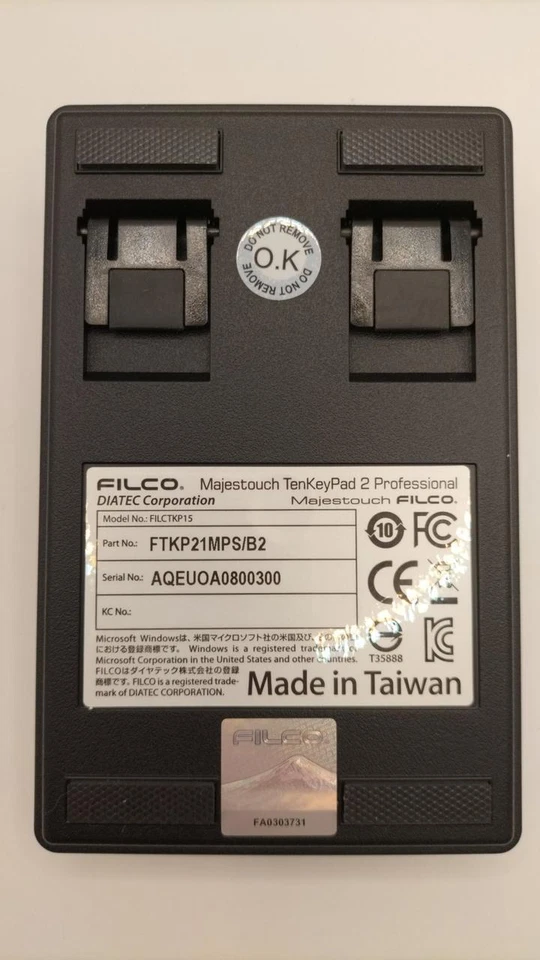 DO NOT REMOVE
O.K
DO NOT REMOVE
FILCO® Majestouch TenKeyPad 2 Professional
DIATEC Corporation Majestouch FILCO®
Model No.: FILCTKP15
Part No.: FTKP21MPS/B2
Serial No.: AQEUOA0800300
KC No.:
10 FC
CE
KC
T35888
Microsoft Windowsは、米国マイクロソフト社の米国及び、その
における登録商標です。 Windows is a registered trademark
Microsoft Corporation in the United States and other countries.
FILCOはダイヤテック株式会社の登録
商標です。FILCO is a registered trade-
mark of DIATEC CORPORATION.
Made in Taiwan
FILCO
FA0303731